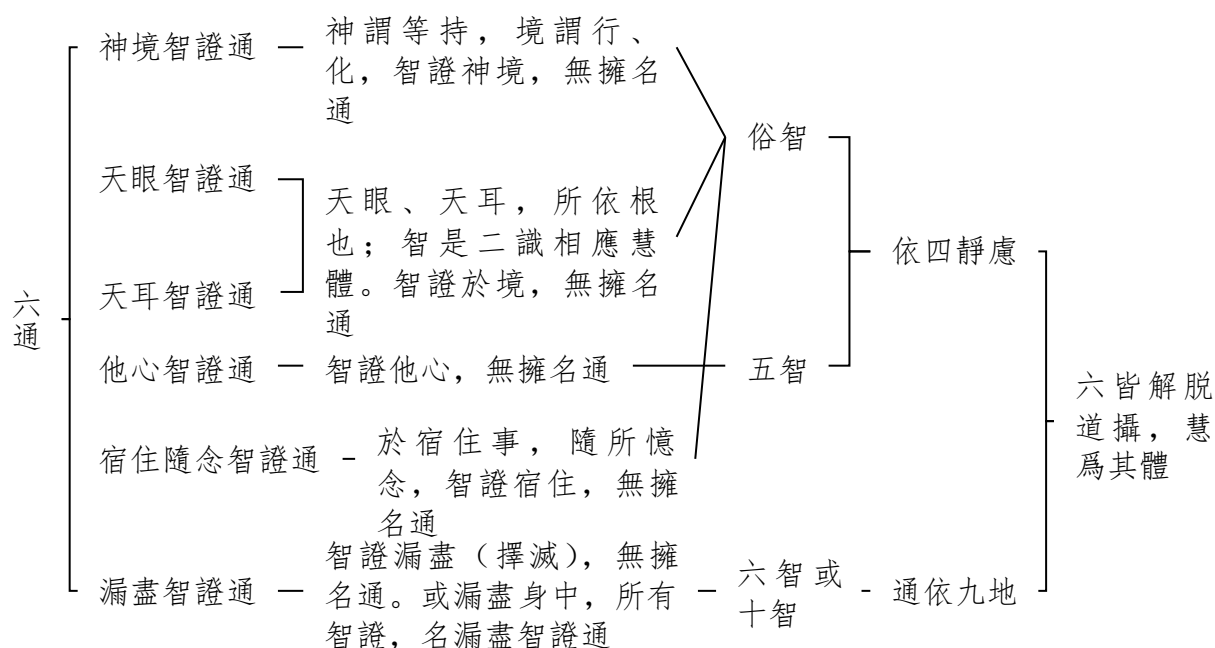 六通
神境智證通
神謂等持，境謂行、
化，智證神境，無擁名
通
天眼智證通
天耳智證通
天眼、天耳，所依根
也；智是二識相應慧
體。智證於境，無擁名
通
他心智證通
智證他心，無擁名通
宿住隨念智證通
於宿住事，隨所憶
念，智證宿住，無擁
名通
漏盡智證通
智證漏盡（擇滅），無擁
名通。或漏盡身中，所有
智證，名漏盡智證通
俗智
五智
六智或
十智
依四靜慮
通依九地
六皆解脱
道攝，慧
爲其體